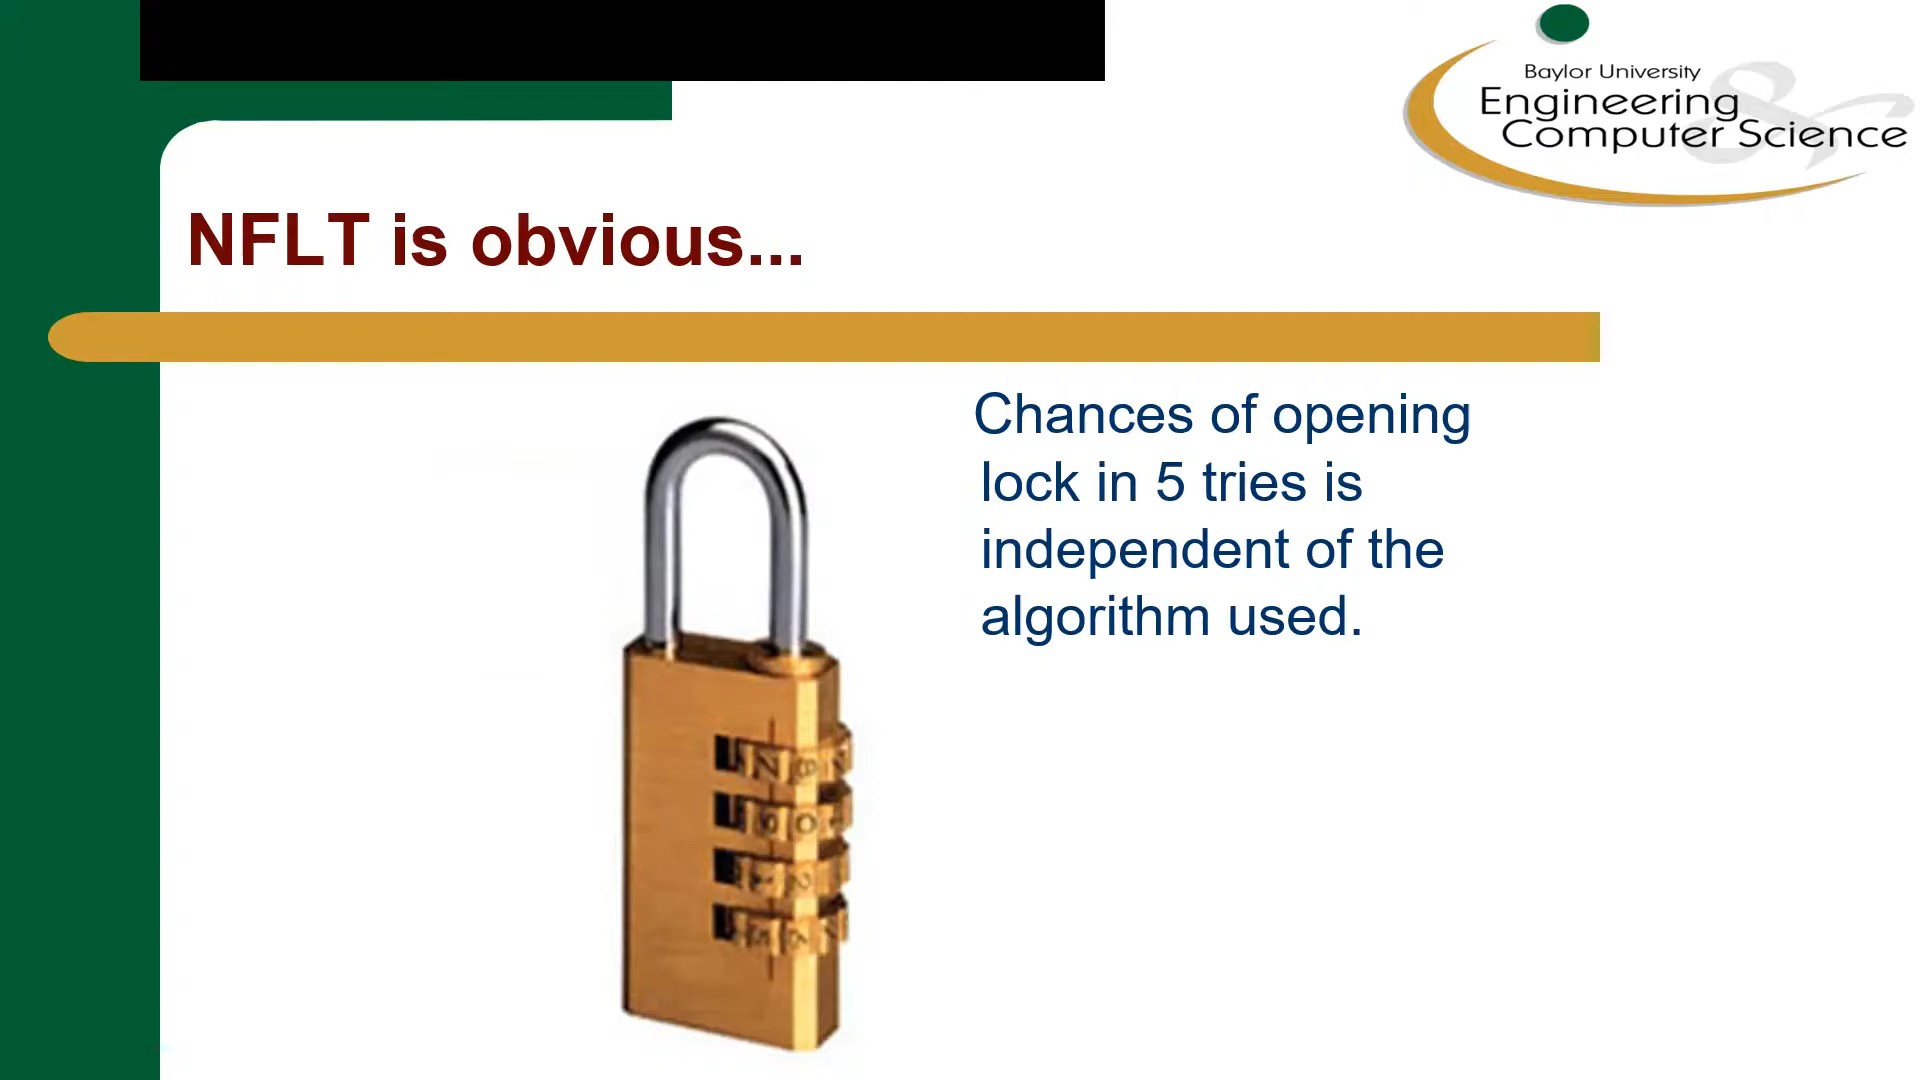 Baylor University
Engineering
Computer Science
NFLT is obvious...
Chances of opening
lock in 5 tries is
independent of the
algorithm used.